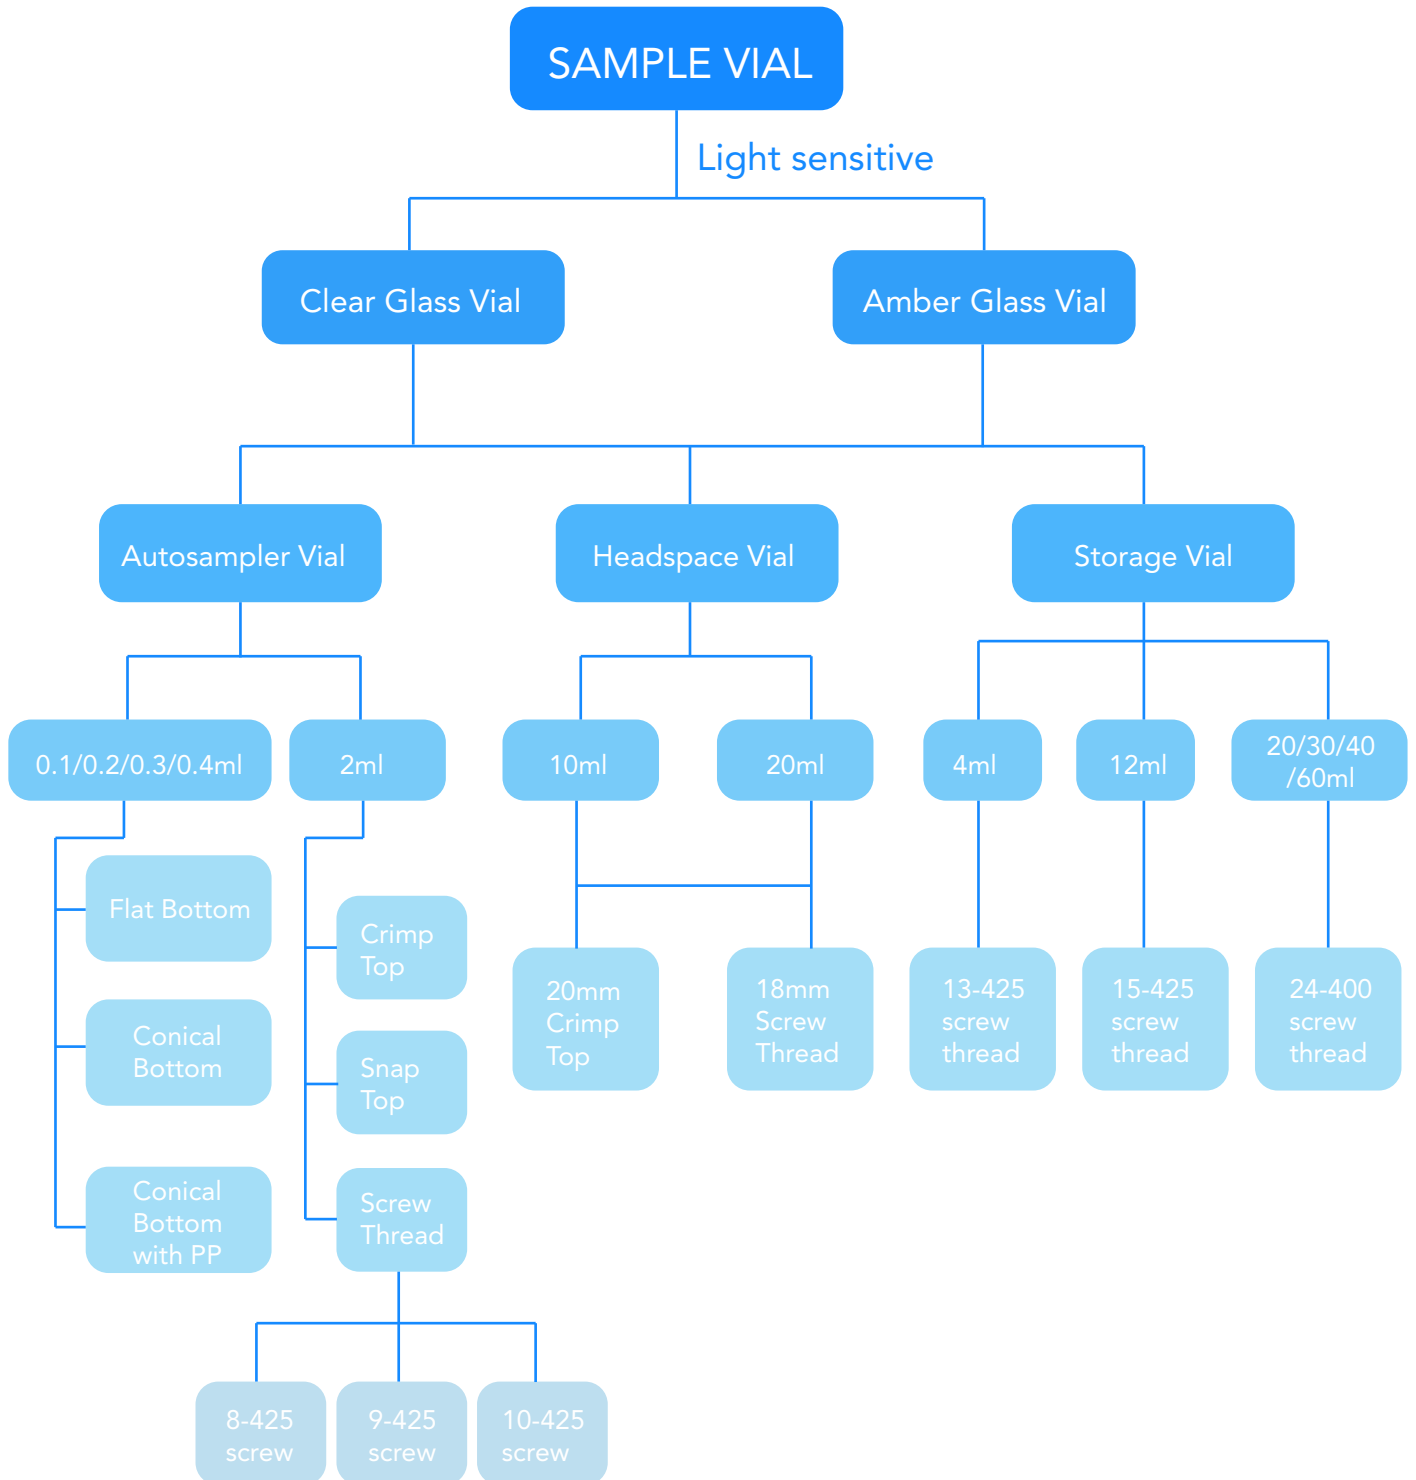 SAMPLE VIAL
Light sensitive
Clear Glass Vial
Amber Glass Vial
Autosampler Vial
Headspace Vial
Storage Vial
0.1/0.2/0.3/0.4ml
2ml
10ml
20ml
4ml
12ml
20/30/40
/60ml
Flat Bottom
Conical
Bottom
Conical
Bottom
with PP
Crimp
Top
Snap
Top
Screw
Thread
20mm
Crimp
Top
18mm
Screw
Thread
13-425
screw
thread
15-425
screw
thread
24-400
screw
thread
8-425
screw
9-425
screw
10-425
screw